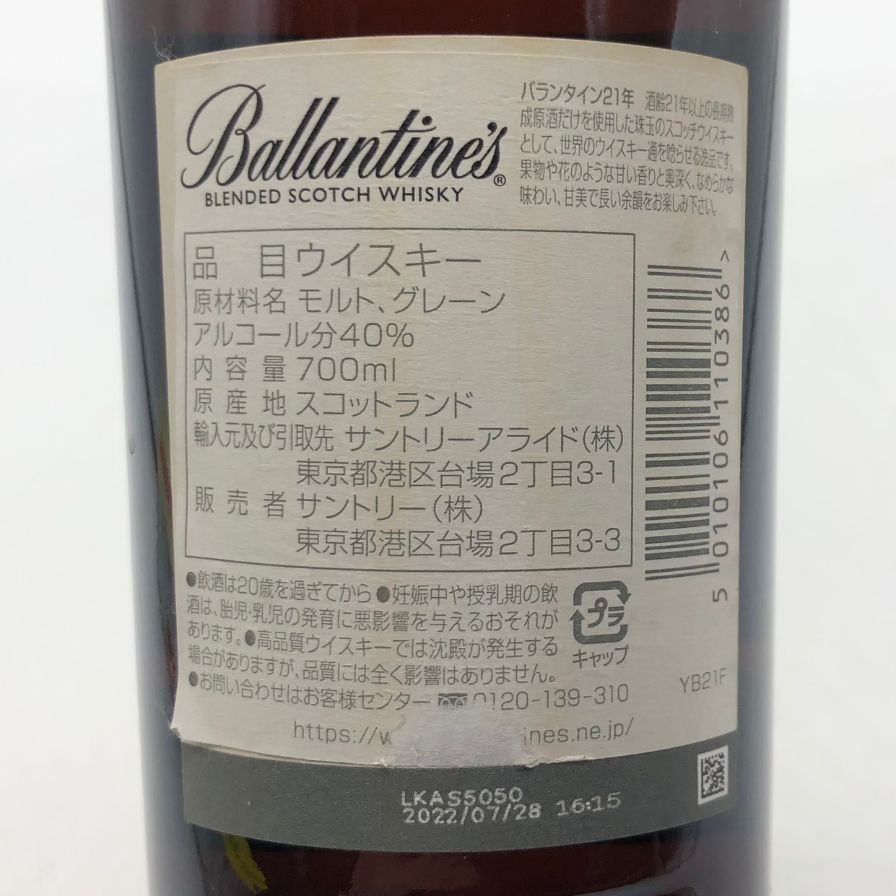 Ballantine's®
BLENDED SCOTCH WHISKY
バランタイン21年 酒齢21年以上の長期熟
成原酒だけを使用した珠玉のスコッチウイスキー
として、世界のウイスキー通を唸らせる逸品です。
果物や花のような甘い香りと奥深く、なめらかな
味わい、甘美で長い余韻をお楽しみ下さい。
品 目 ウイスキー
原材料名 モルト、グレーン
アルコール分40%
内容量 700ml
原産地 スコットランド
輸入元及び引取先 サントリーアライド(株)
東京都港区台場2丁目3-1
販売者 サントリー(株)
東京都港区台場2丁目3-3
●飲酒は20歳を過ぎてから ●妊娠中や授乳期の飲
酒は、胎児・乳児の発育に悪影響を与えるおそれが
あります。●高品質ウイスキーでは沈殿が発生する
場合がありますが、品質には全く影響はありません。
●お問い合わせはお客様センター 0120-139-310
https://w ines.ne.jp/
プラ
キャップ
5 010106 110386 >
YB21F
LKAS5050
2022/07/28 16:15